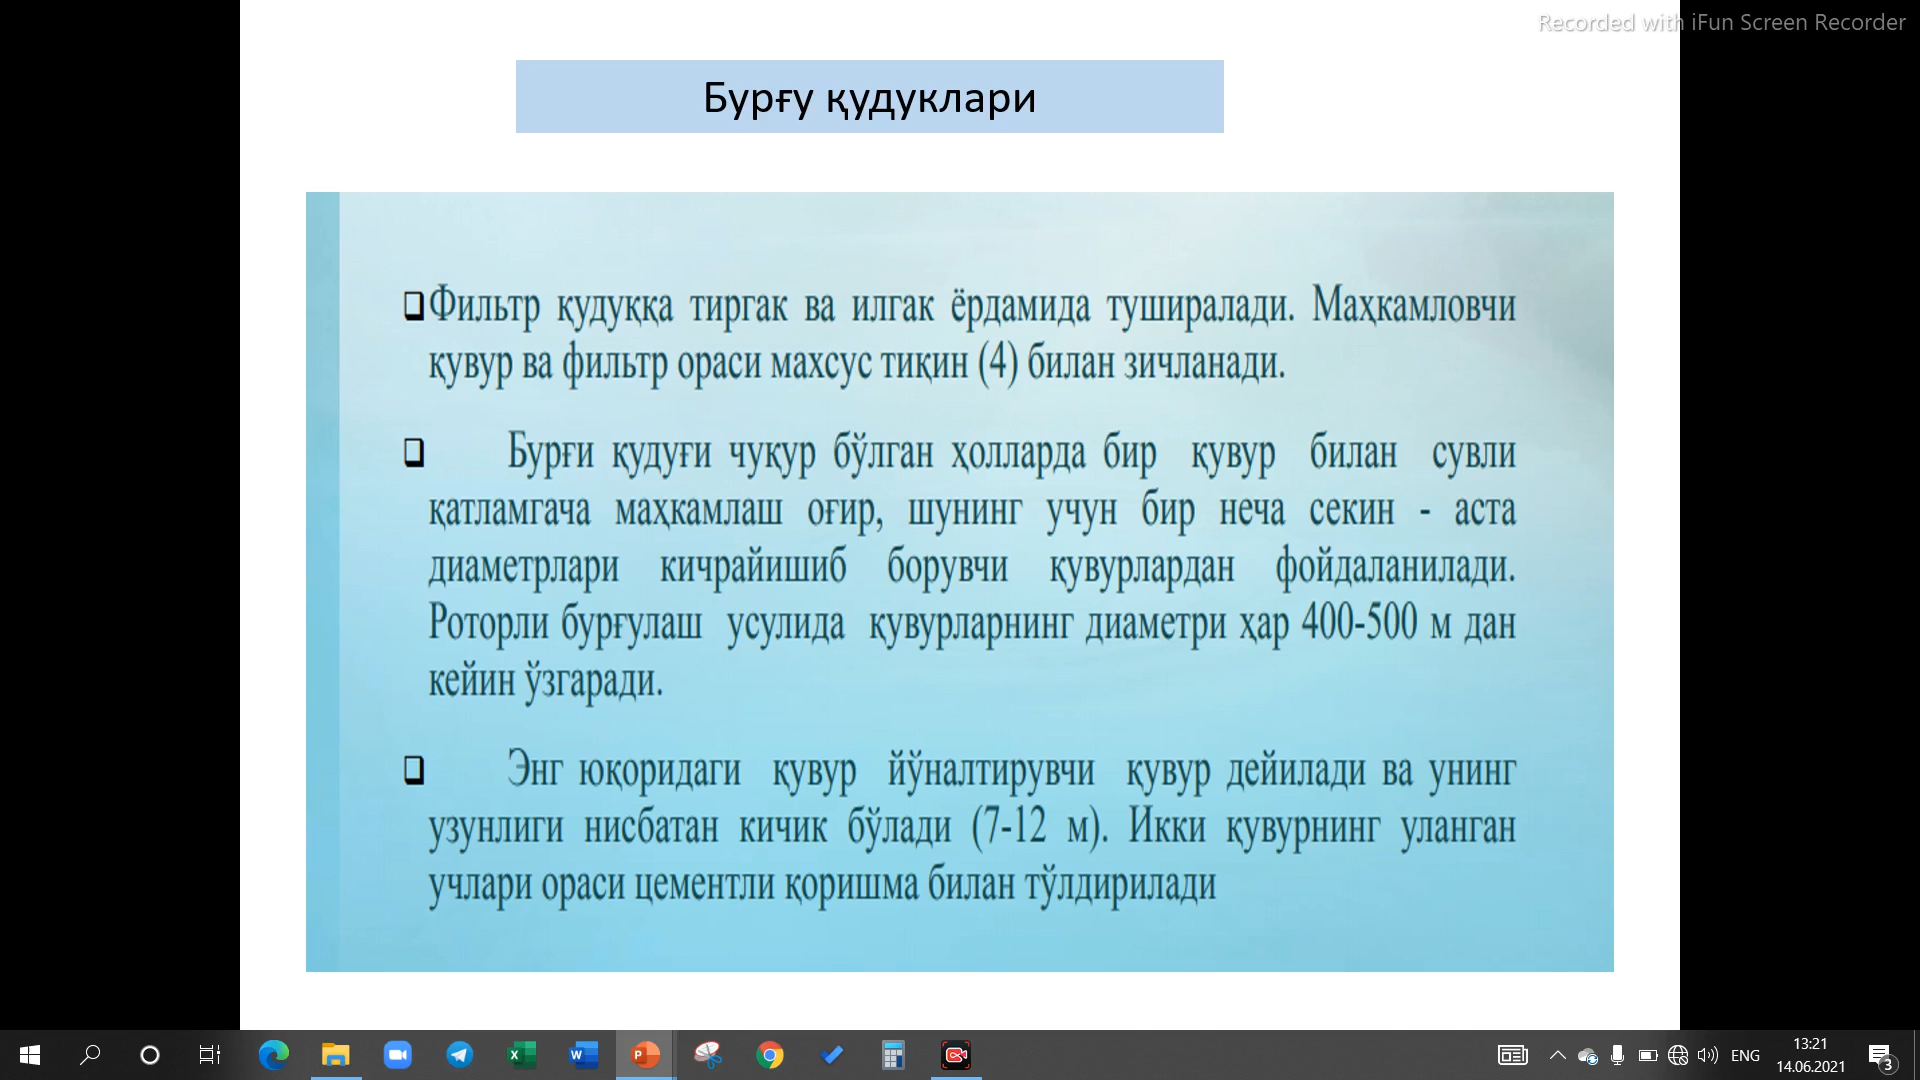 Recorded with iFun Screen Recorder
Бурғу қудуклари
Фильтр қудуққа тиргак ва илгак ёрдамида туширалади. Маҳкамловчи
қувур ва фильтр ораси махсус тиқин (4) билан зичланади.
Бурғи қудуғи чуқур бўлган ҳолларда бир қувур билан сувли
қатламгача маҳкамлаш оғир, шунинг учун бир неча секин - аста
диаметрлари кичрайишиб борувчи қувурлардан фойдаланилади.
Роторли бурғулаш усулида қувурларнинг диаметри ҳар 400-500 м дан
кейин ўзгаради.
Энг юқоридаги қувур йўналтирувчи қувур дейилади ва унинг
узунлиги нисбатан кичик бўлади (7-12 м). Икки қувурнинг уланган
учлари ораси цементли қоришма билан тўлдирилади
ENG
13:21
14.06.2021
3